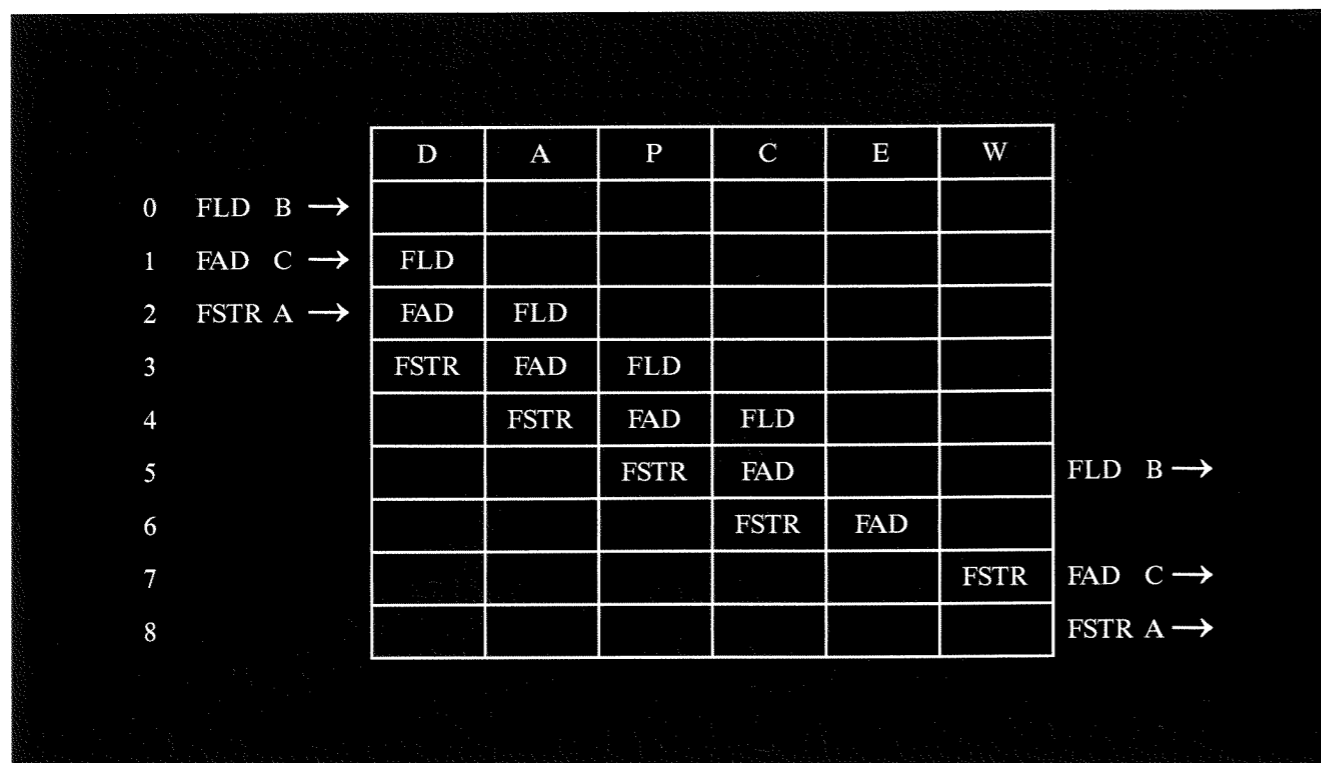 D A P C E W
0 FLD B →
1 FAD C → FLD
2 FSTR A → FAD FLD
3 FSTR FAD FLD
4 FSTR FAD FLD
5 FSTR FAD FLD B →
6 FSTR FAD
7 FSTR FAD C →
8 FSTR A →